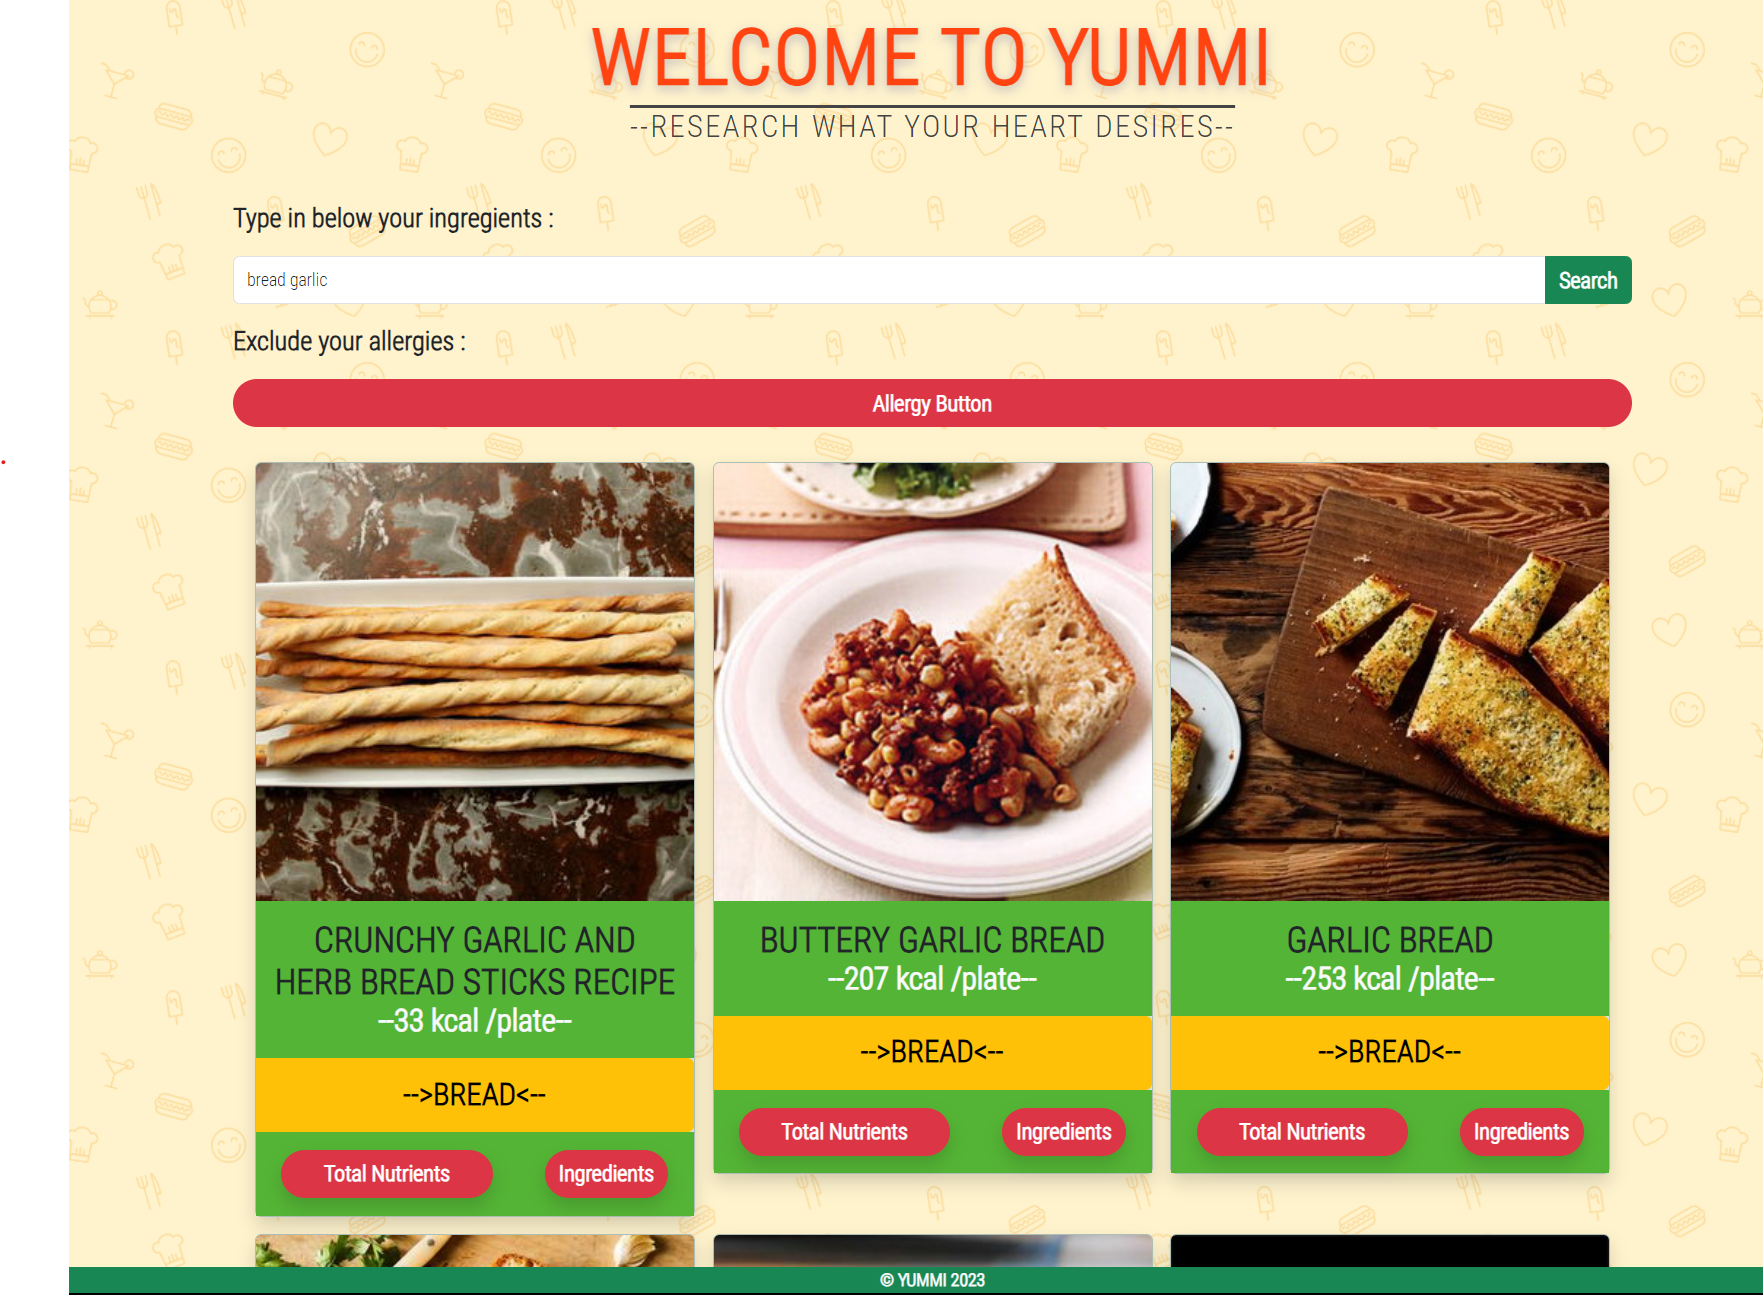 WELCOME TO YUMMI
--RESEARCH WHAT YOUR HEART DESIRES--
Type in below your ingregients :
bread garlic
Search
Exclude your allergies :
Allergy Button
CRUNCHY GARLIC AND
HERB BREAD STICKS RECIPE
--33 kcal /plate--
-->BREAD<--
Total Nutrients
Ingredients
BUTTERY GARLIC BREAD
--207 kcal /plate--
-->BREAD<--
Total Nutrients
Ingredients
GARLIC BREAD
--253 kcal /plate--
-->BREAD<--
Total Nutrients
Ingredients
© YUMMI 2023